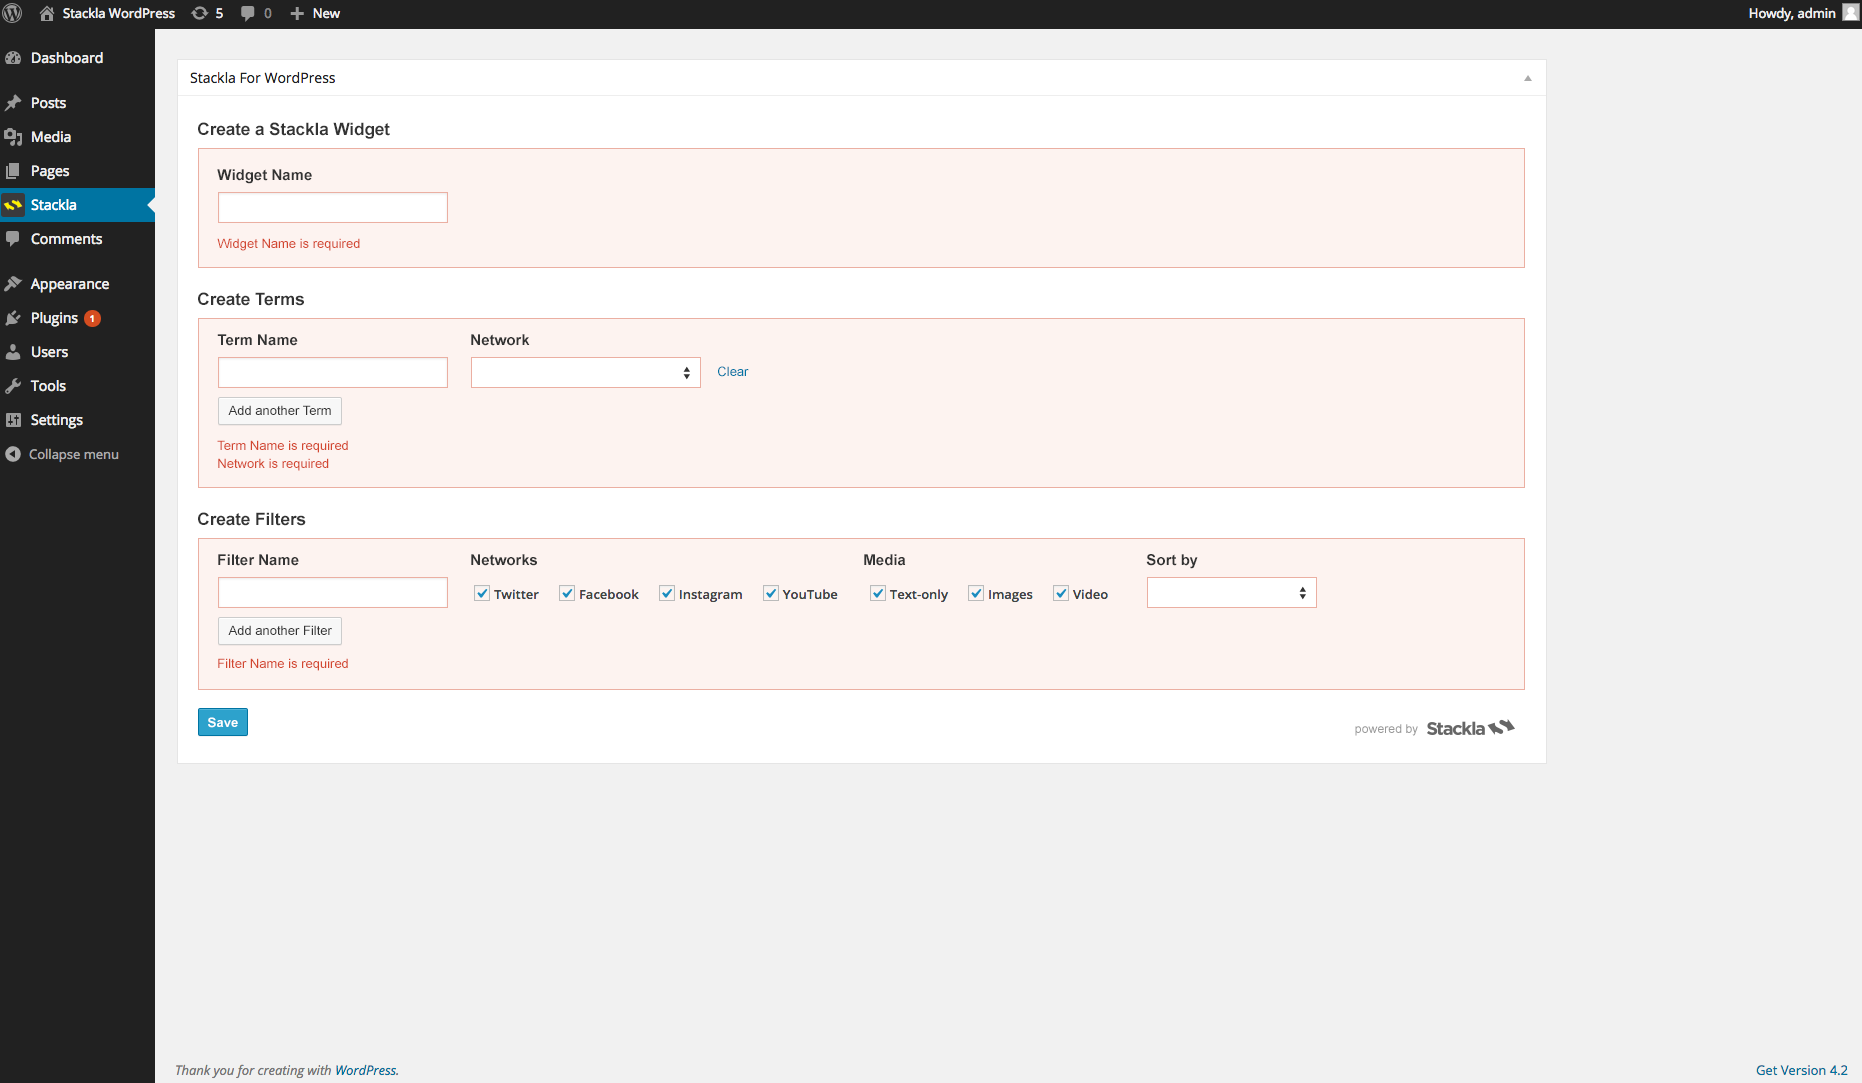 Stackla WordPress 5 0 New Howdy, admin
Dashboard
Posts
Media
Pages
Stackla
Comments
Appearance
Plugins 1
Users
Tools
Settings
Collapse menu
Stackla For WordPress
Create a Stackla Widget
Widget Name
Widget Name is required
Create Terms
Term Name Network
Clear
Add another Term
Term Name is required
Network is required
Create Filters
Filter Name Networks Media Sort by
Twitter Facebook Instagram YouTube Text-only Images Video
Add another Filter
Filter Name is required
Save
powered by Stackla
Thank you for creating with WordPress.
Get Version 4.2